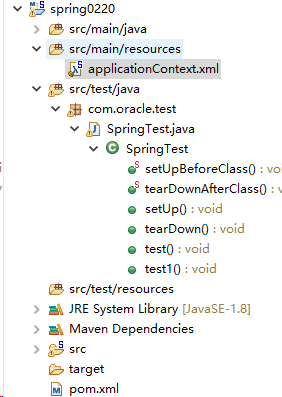 spring0220
src/main/java
src/main/resources
applicationContext.xml
src/test/java
com.oracle.test
SpringTest.java
SpringTest
setUpBeforeClass() : void
tearDownAfterClass() : v
setUp() : void
tearDown() : void
test() : void
test1() : void
src/test/resources
JRE System Library [JavaSE-1.8]
Maven Dependencies
src
target
pom.xml